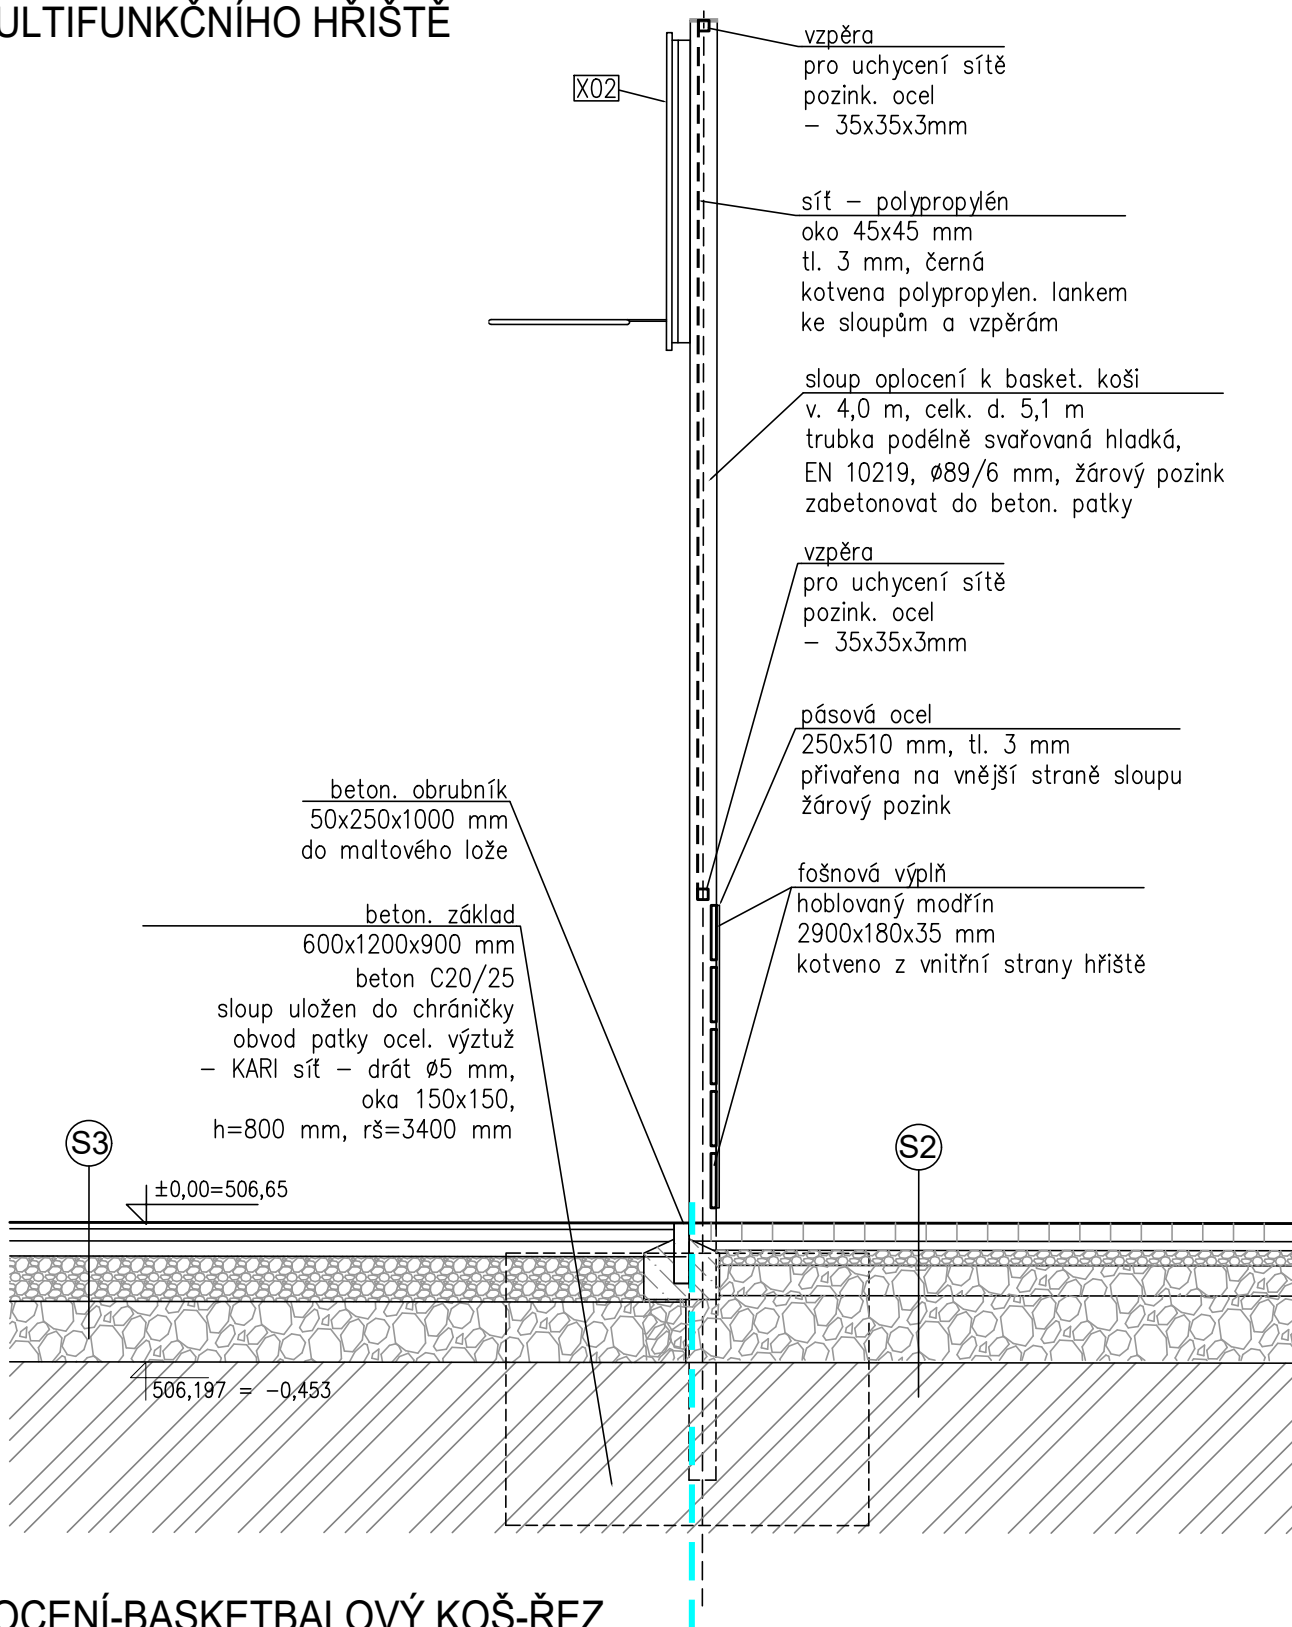 ULTIFUNKČNÍHO HŘIŠTĚ
X02
vzpěra
pro uchycení sítě
pozink. ocel
– 35x35x3mm
síť – polypropylén
oko 45x45 mm
tl. 3 mm, černá
kotvena polypropylen. lankem
ke sloupům a vzpěrám
sloup oplocení k basket. koši
v. 4,0 m, celk. d. 5,1 m
trubka podélně svařovaná hladká,
EN 10219, ø89/6 mm, žárový pozink
zabetonovat do beton. patky
vzpěra
pro uchycení sítě
pozink. ocel
– 35x35x3mm
pásová ocel
250x510 mm, tl. 3 mm
přivařena na vnější straně sloupu
žárový pozink
beton. obrubník
50x250x1000 mm
do maltového lože
fošnová výplň
hoblovaný modřín
2900x180x35 mm
kotveno z vnitřní strany hřiště
beton. základ
600x1200x900 mm
beton C20/25
sloup uložen do chráničky
obvod patky ocel. výztuž
– KARI síť – drát ø5 mm,
oka 150x150,
h=800 mm, rš=3400 mm
S3
S2
±0,00=506,65
506,197 = -0,453
OCENÍ-BASKETBALOVÝ KOŠ-ŘEZ